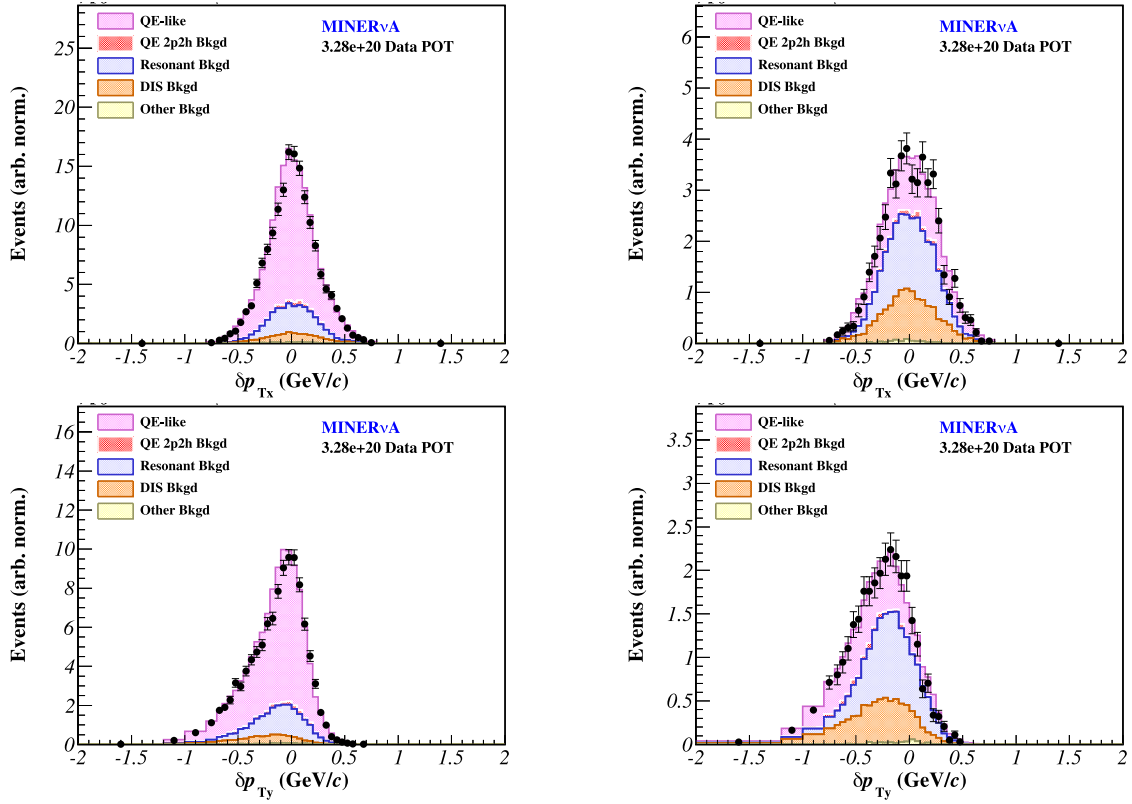 QE-like
QE 2p2h Bkgd
Resonant Bkgd
DIS Bkgd
Other Bkgd
MINERνA
3.28e+20 Data POT
Events (arb. norm.)
25
20
15
10
5
0
-2 -1.5 -1 -0.5 0 0.5 1 1.5 2
δpTx (GeV/c)
QE-like
QE 2p2h Bkgd
Resonant Bkgd
DIS Bkgd
Other Bkgd
MINERνA
3.28e+20 Data POT
Events (arb. norm.)
6
5
4
3
2
1
0
-2 -1.5 -1 -0.5 0 0.5 1 1.5 2
δpTx (GeV/c)
QE-like
QE 2p2h Bkgd
Resonant Bkgd
DIS Bkgd
Other Bkgd
MINERνA
3.28e+20 Data POT
Events (arb. norm.)
16
14
12
10
8
6
4
2
0
-2 -1.5 -1 -0.5 0 0.5 1 1.5 2
δpTy (GeV/c)
QE-like
QE 2p2h Bkgd
Resonant Bkgd
DIS Bkgd
Other Bkgd
MINERνA
3.28e+20 Data POT
Events (arb. norm.)
3.5
3
2.5
2
1.5
1
0.5
0
-2 -1.5 -1 -0.5 0 0.5 1 1.5 2
δpTy (GeV/c)